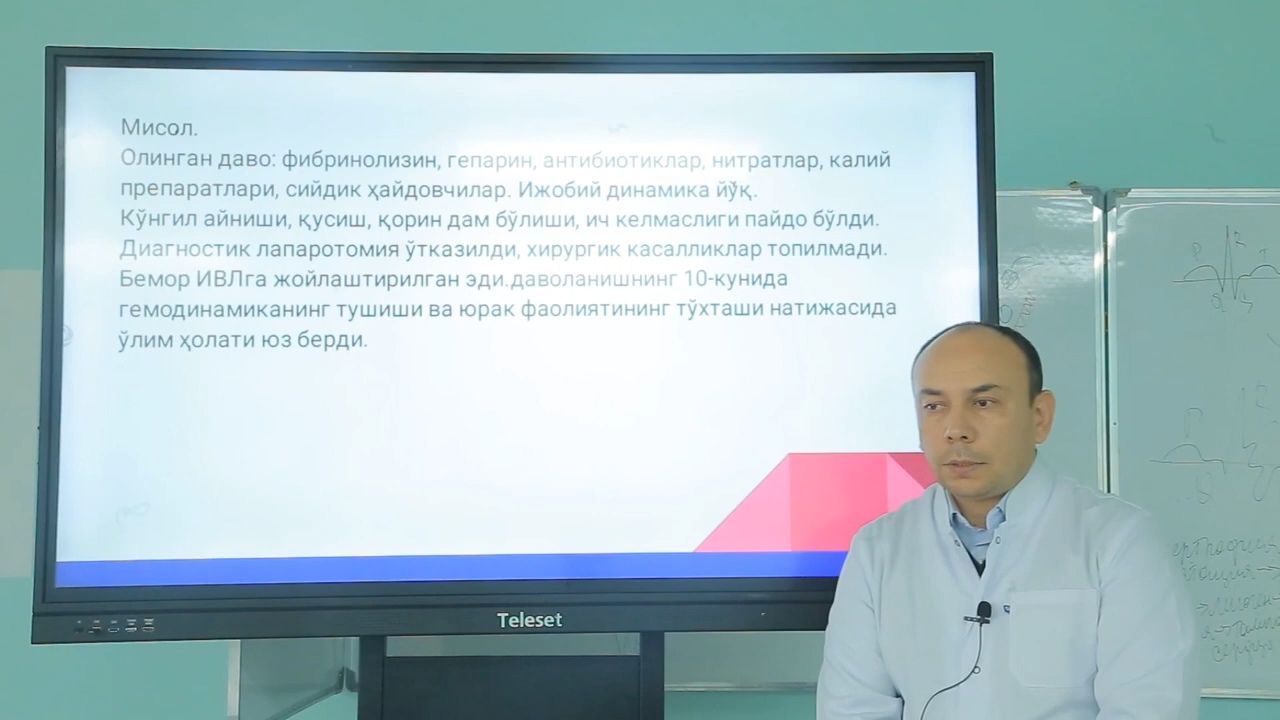 Мисол.
Олинган даво: фибринолизин, гепарин, антибиотиклар, нитратлар, калий
препаратлари, сийдик ҳайдовчилар. Ижобий динамика йўқ.
Кўнгил айниши, қусиш, қорин дам бўлиши, ич келмаслиги пайдо бўлди.
Диагностик лапаротомия ўтказилди, хирургик касалликлар топилмади.
Бемор ИВЛга жойлаштирилган эди.даволанишнинг 10-кунида
гемодинамиканинг тушиши ва юрак фаолиятининг тўхташи натижасида
ўлим ҳолати юз берди.
Teleset
P R
Q S